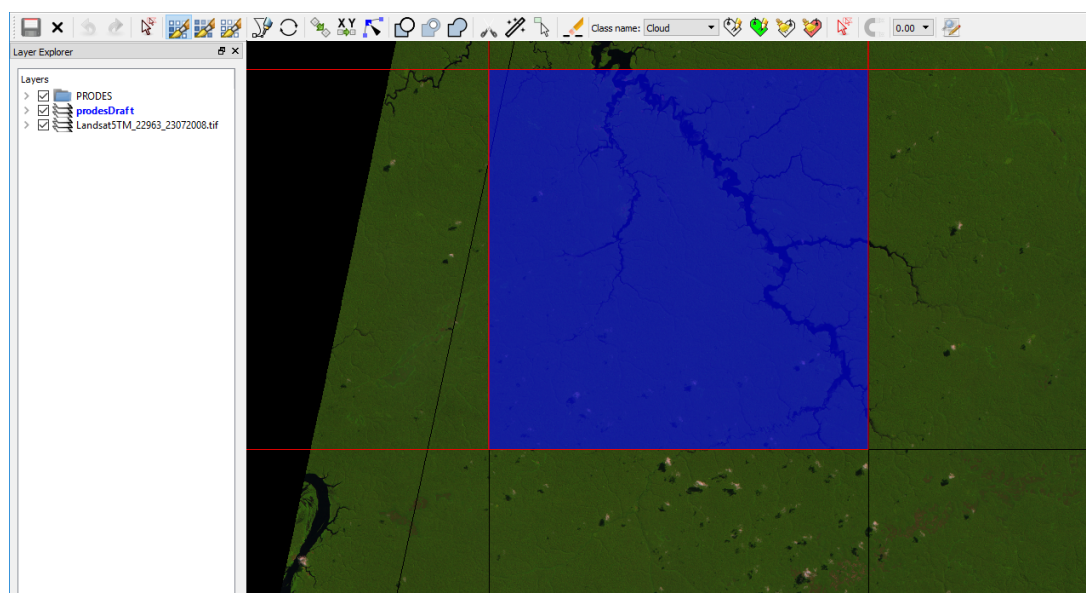 X Y
Class name: Cloud
0.00
Layer Explorer
Layers
PRODES
prodesDraft
Landsat5TM_22963_23072008.tif